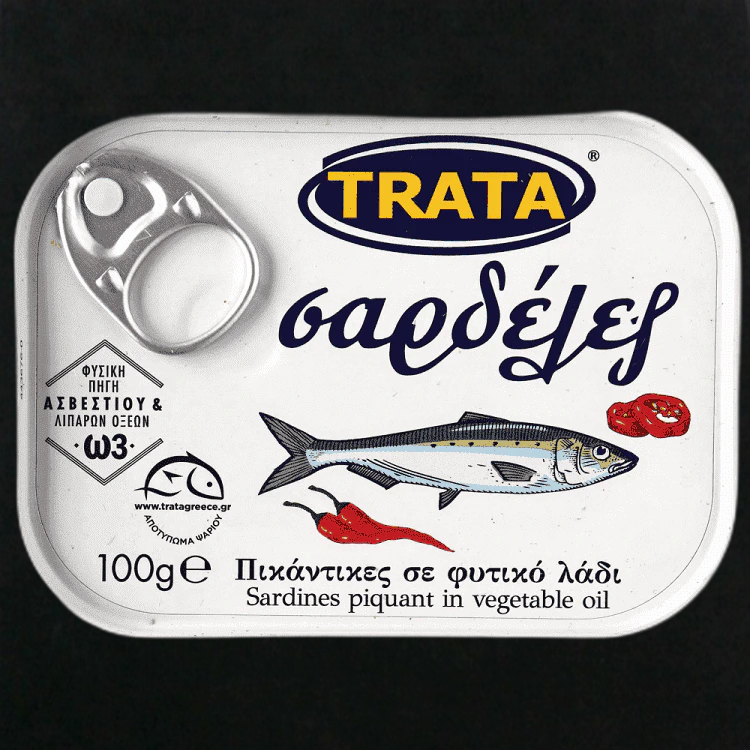 TRATA®
σαρδέλες
ΦΥΣΙΚΗ
ΠΗΓΗ
ΑΣΒΕΣΤΙΟΥ &
ΛΙΠΑΡΩΝ ΟΞΕΩΝ
·ω3·
www.tratagreece.gr
ΑΠΟΤΥΠΩΜΑ ΨΑΡΙΟΥ
100g℮
Πικάντικες σε φυτικό λάδι
Sardines piquant in vegetable oil